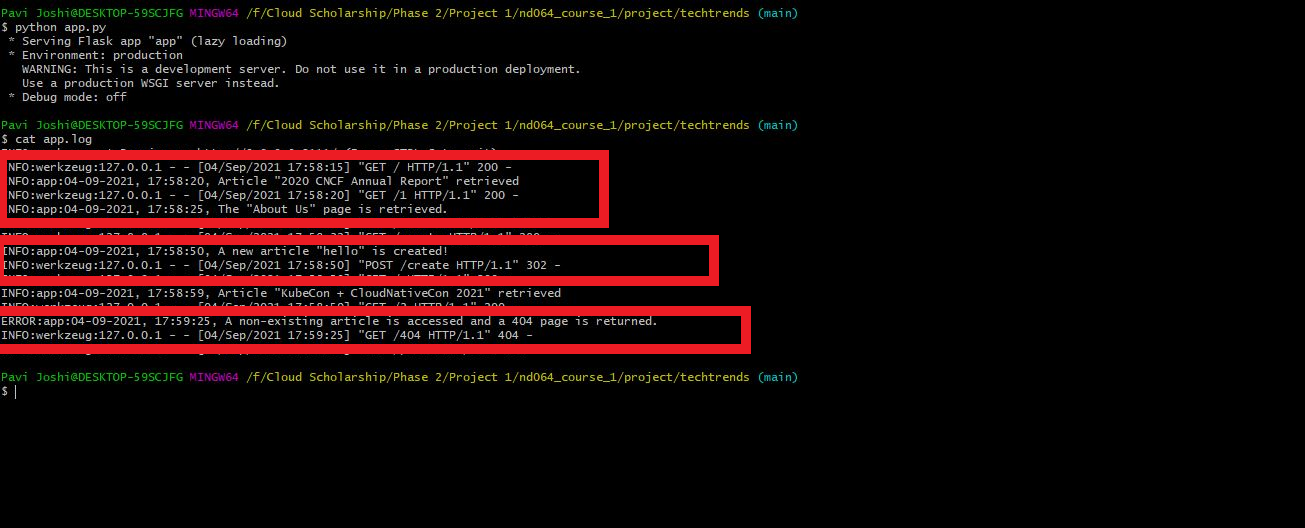 Pavi Joshi@DESKTOP-59SCJFG MINGW64 /f/Cloud Scholarship/Phase 2/Project 1/nd064_course_1/project/techtrends (main)
$ python app.py
 * Serving Flask app "app" (lazy loading)
 * Environment: production
   WARNING: This is a development server. Do not use it in a production deployment.
   Use a production WSGI server instead.
 * Debug mode: off
Pavi Joshi@DESKTOP-59SCJFG MINGW64 /f/Cloud Scholarship/Phase 2/Project 1/nd064_course_1/project/techtrends (main)
$ cat app.log
NFO:werkzeug:127.0.0.1 - - [04/Sep/2021 17:58:15] "GET / HTTP/1.1" 200 -
NFO:app:04-09-2021, 17:58:20, Article "2020 CNCF Annual Report" retrieved
NFO:werkzeug:127.0.0.1 - - [04/Sep/2021 17:58:20] "GET /1 HTTP/1.1" 200 -
NFO:app:04-09-2021, 17:58:25, The "About Us" page is retrieved.
INFO:app:04-09-2021, 17:58:50, A new article "hello" is created!
INFO:werkzeug:127.0.0.1 - - [04/Sep/2021 17:58:50] "POST /create HTTP/1.1" 302 -
INFO:app:04-09-2021, 17:58:59, Article "KubeCon + CloudNativeCon 2021" retrieved
ERROR:app:04-09-2021, 17:59:25, A non-existing article is accessed and a 404 page is returned.
INFO:werkzeug:127.0.0.1 - - [04/Sep/2021 17:59:25] "GET /404 HTTP/1.1" 404 -
Pavi Joshi@DESKTOP-59SCJFG MINGW64 /f/Cloud Scholarship/Phase 2/Project 1/nd064_course_1/project/techtrends (main)
$